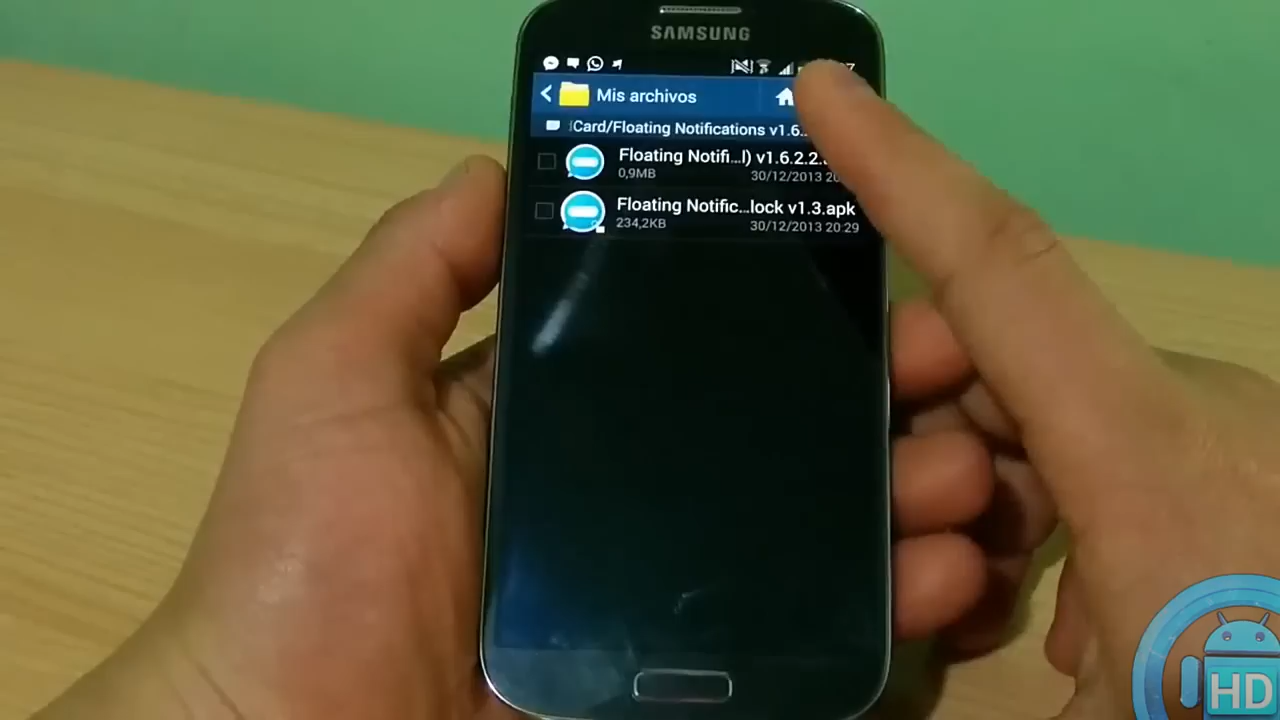 SAMSUNG
Mis archivos
Card/Floating Notifications v1.6...
Floating Notifi...l) v1.6.2.2.
0,9MB
30/12/2013 20
Floating Notific...lock v1.3.apk
234,2KB
30/12/2013 20:29
HD